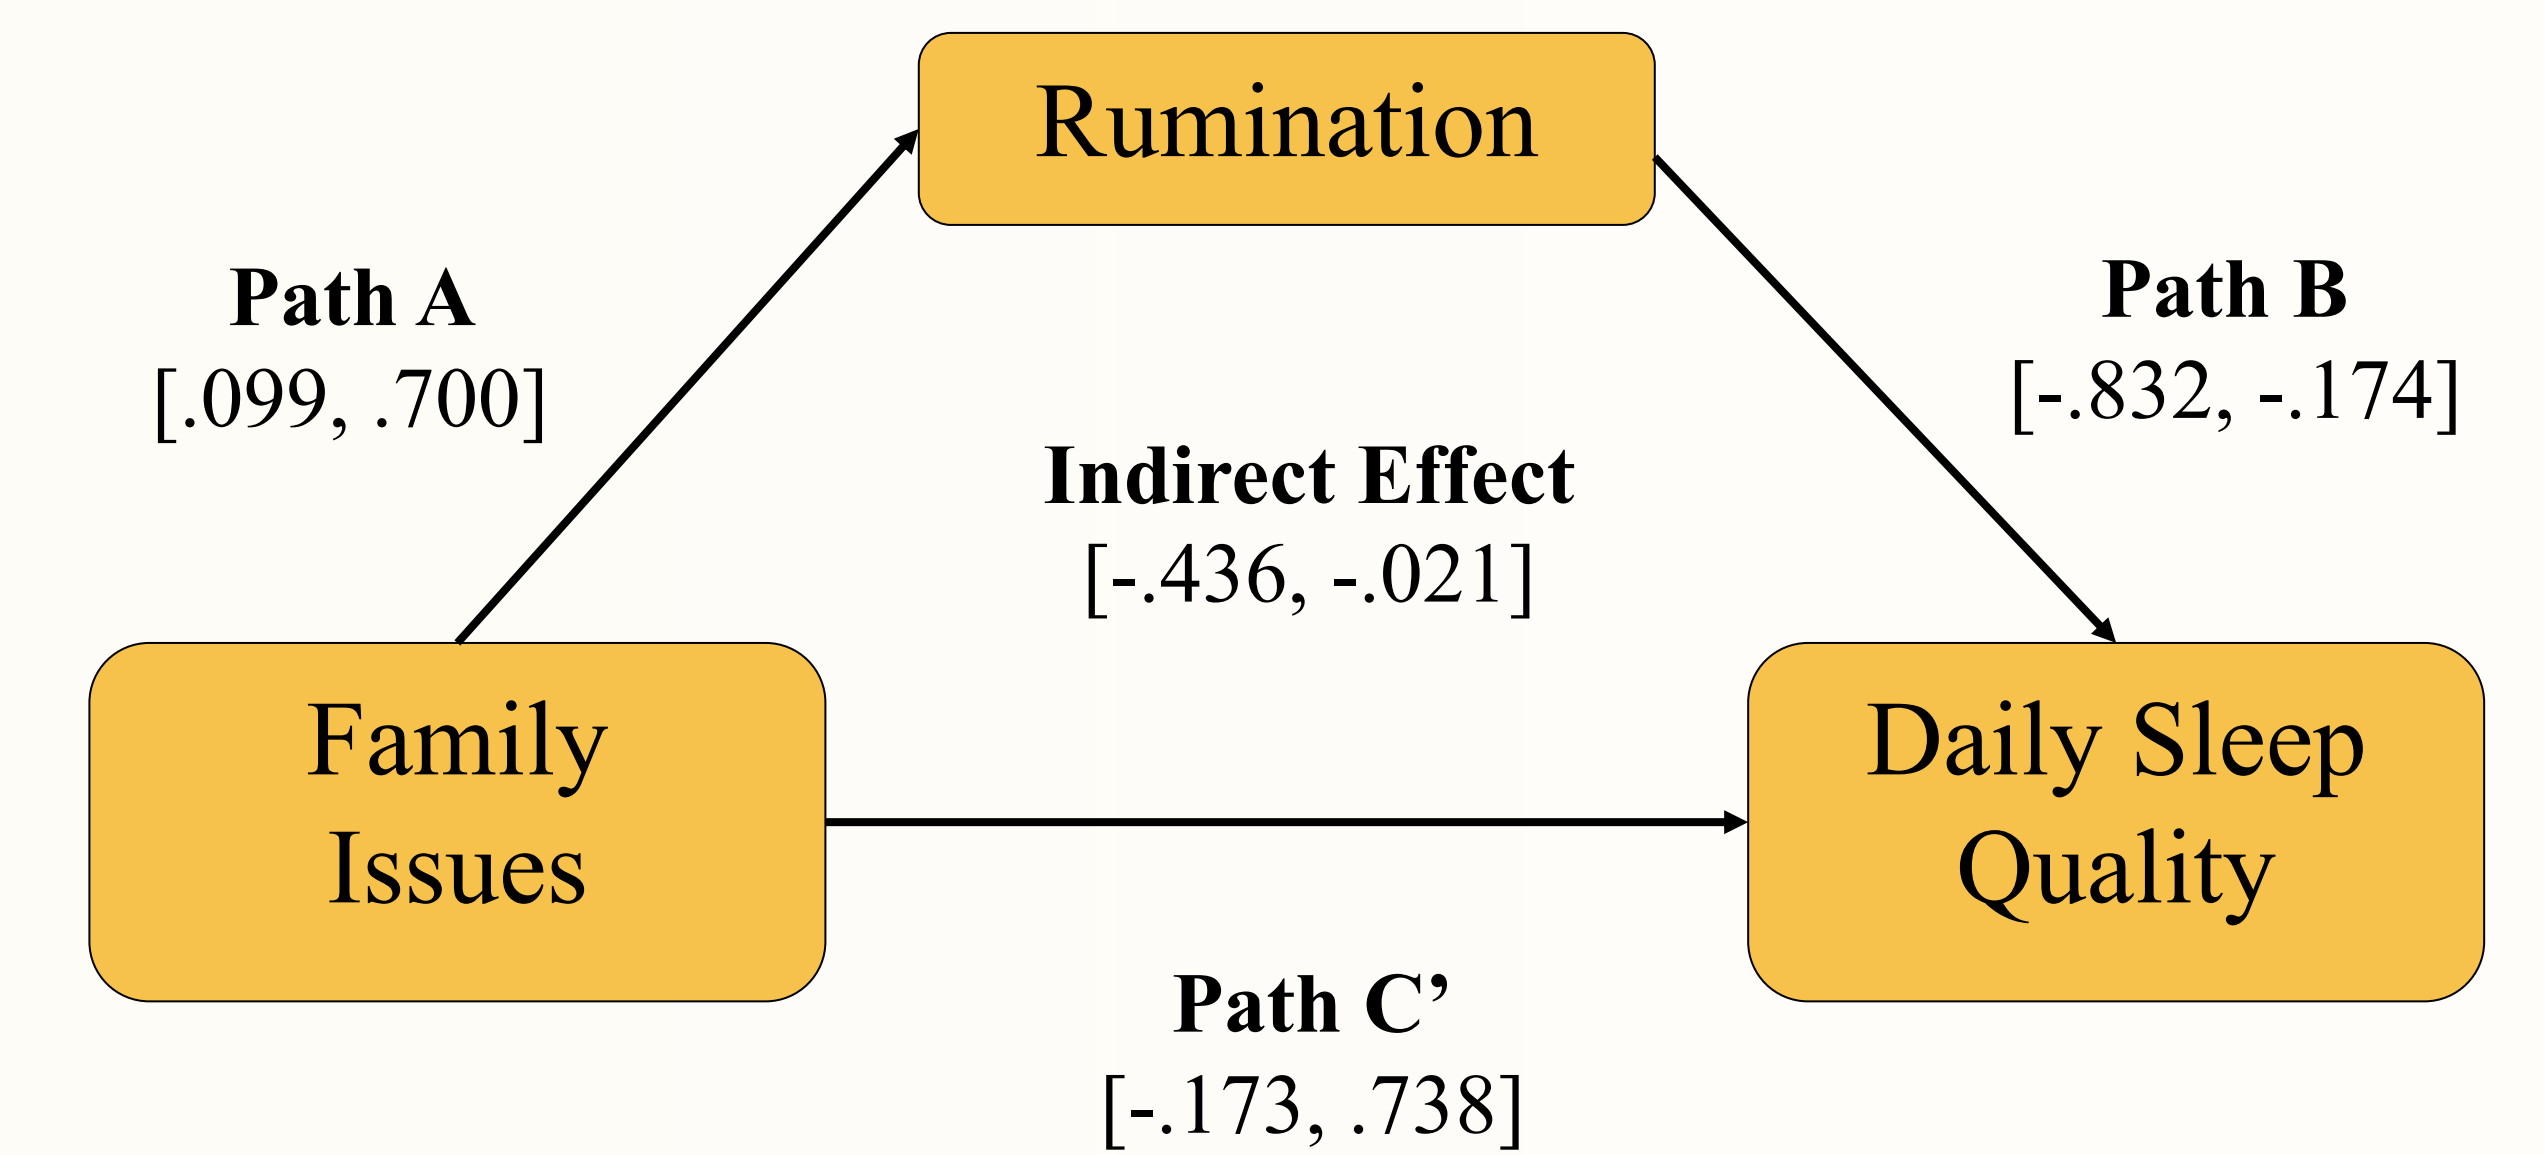 Rumination
Path A
[.099, .700]
Path B
[-.832, -.174]
Indirect Effect
[-.436, -.021]
Family
Issues
Daily Sleep
Quality
Path C’
[-.173, .738]